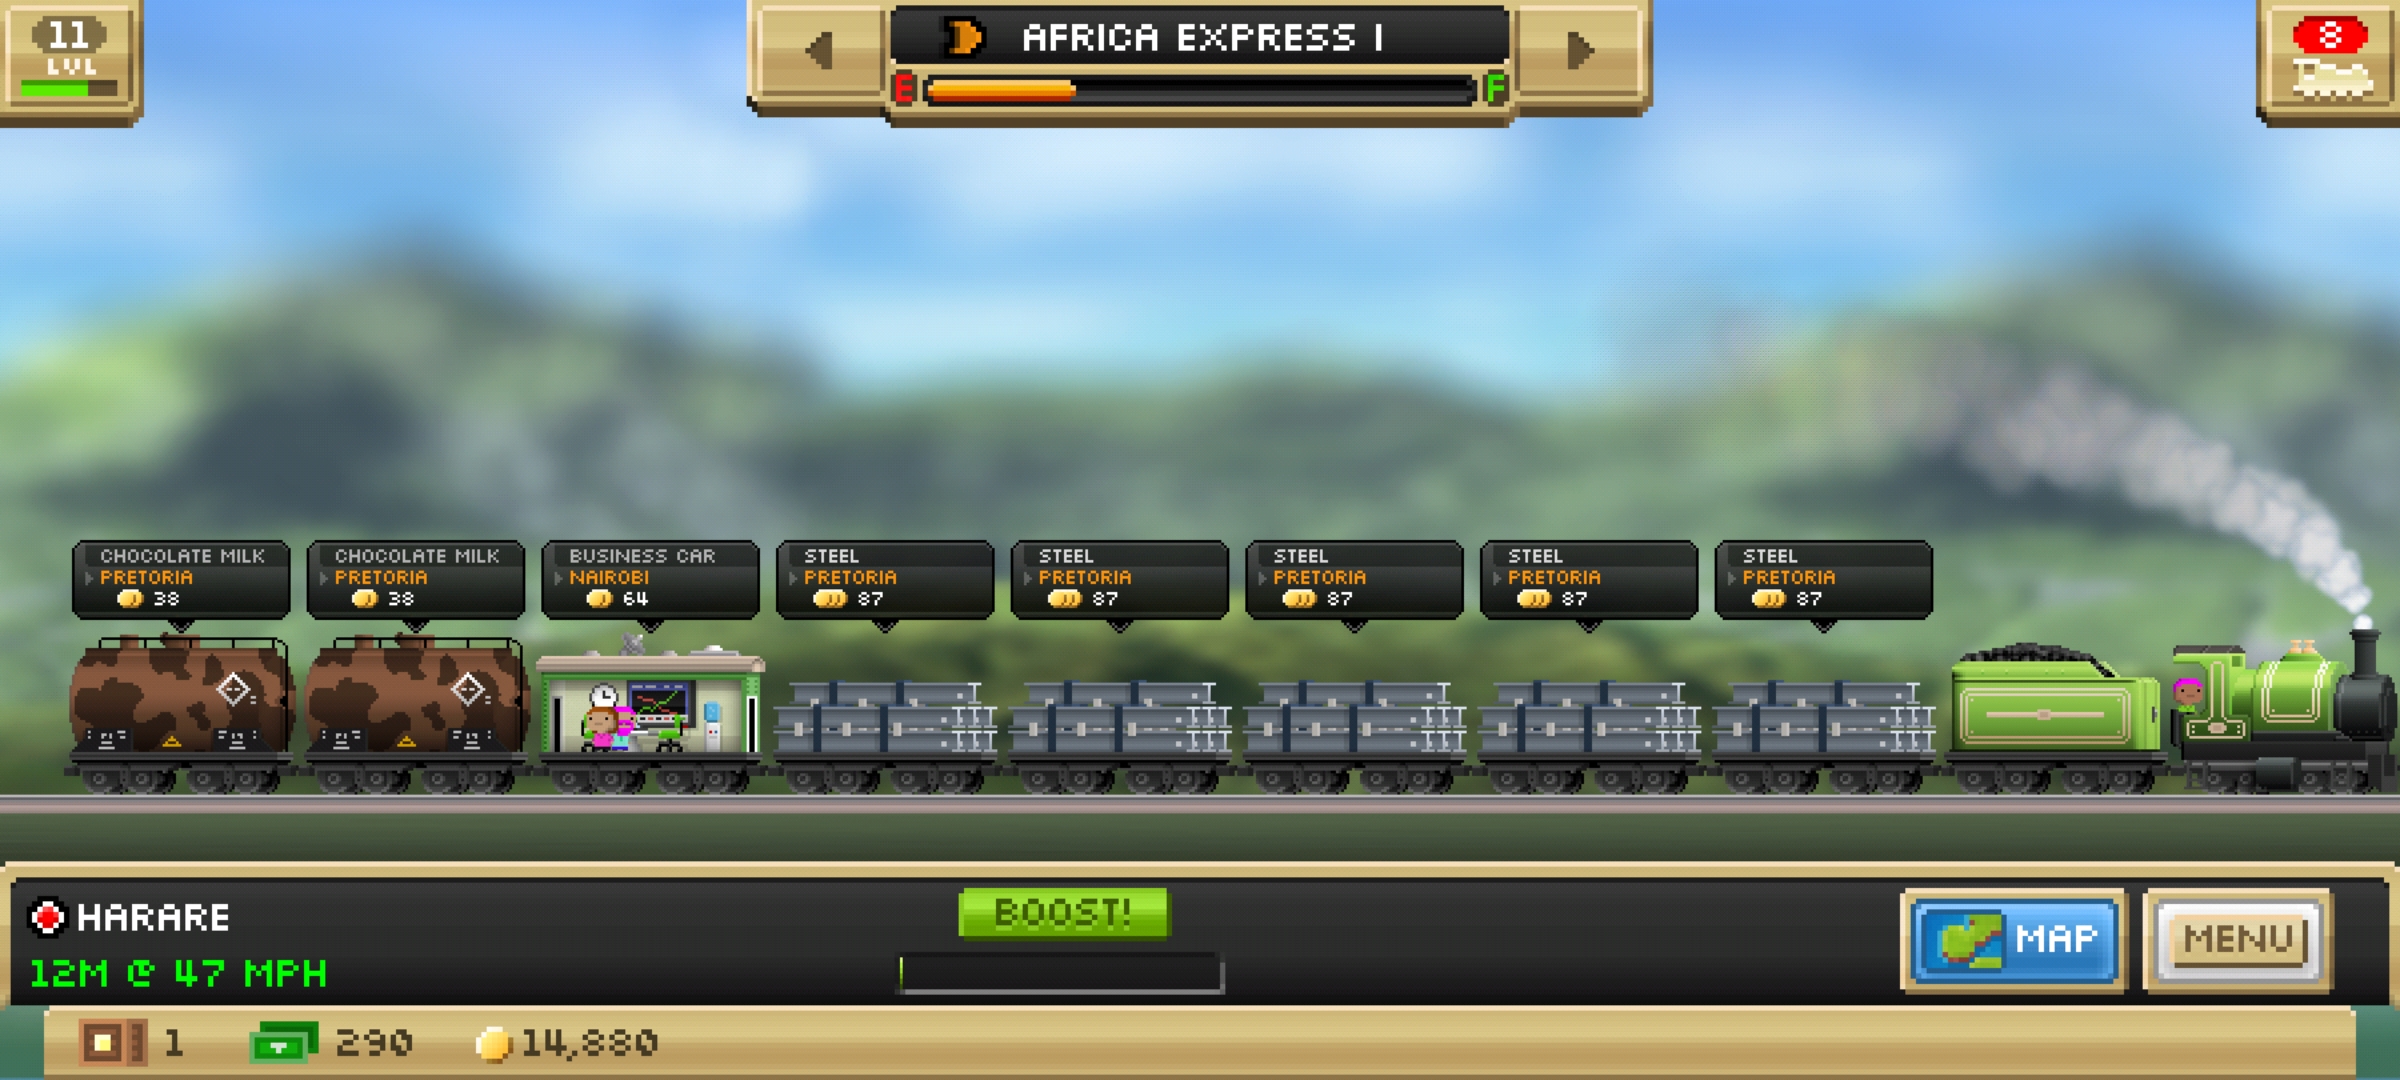 11
LVL
AFRICA EXPRESS I
E F
8
CHOCOLATE MILK
PRETORIA
38
CHOCOLATE MILK
PRETORIA
38
BUSINESS CAR
NAIROBI
64
STEEL
PRETORIA
87
STEEL
PRETORIA
87
STEEL
PRETORIA
87
STEEL
PRETORIA
87
STEEL
PRETORIA
87
HARARE
12M @ 47 MPH
BOOST!
MAP
MENU
1
290
14,880